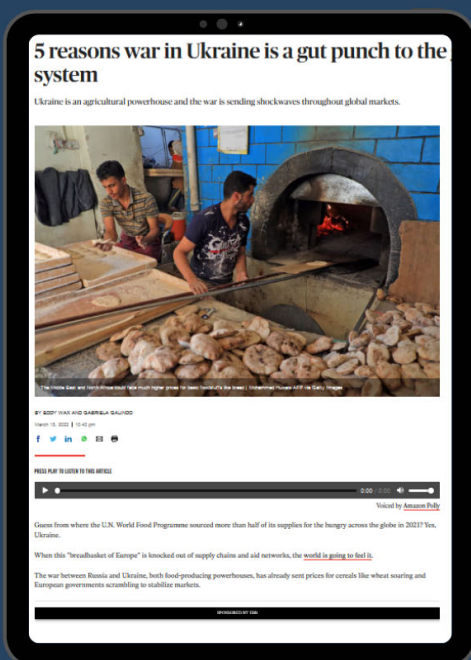 5 reasons war in Ukraine is a gut punch to the
system
Ukraine is an agricultural powerhouse and the war is sending shockwaves throughout global markets.
The Middle East and North Africa could face much higher prices for basic foodstuffs like bread | Mohammed Huwais AFP via Getty Images
BY EDDY WAX AND GABRIELA GALINDO
March 15, 2022 | 10:40 pm
PRESS PLAY TO LISTEN TO THIS ARTICLE
0:00 / 0:00
Voiced by Amazon Polly
Guess from where the U.N. World Food Programme sourced more than half of its supplies for the hungry across the globe in 2021? Yes,
Ukraine.
When this "breadbasket of Europe" is knocked out of supply chains and aid networks, the world is going to feel it.
The war between Russia and Ukraine, both food-producing powerhouses, has already sent prices for cereals like wheat soaring and
European governments scrambling to stabilize markets.
SPONSORED BY